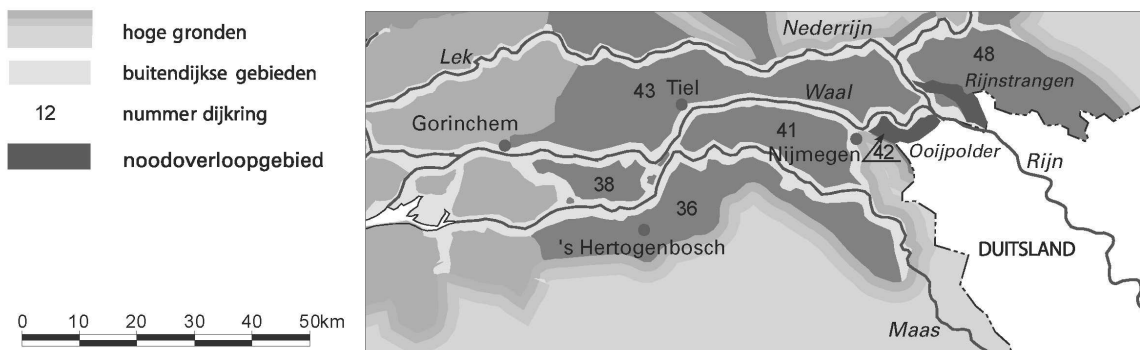 hoge gronden
buitendijkse gebieden
12 nummer dijkring
noodoverloopgebied
0 10 20 30 40 50km
Nederrijn
Lek
48
Rijnstrangen
43 Tiel
Waal
Gorinchem
41
Nijmegen
42
Ooijpolder
Rijn
38
36
's Hertogenbosch
DUITSLAND
Maas